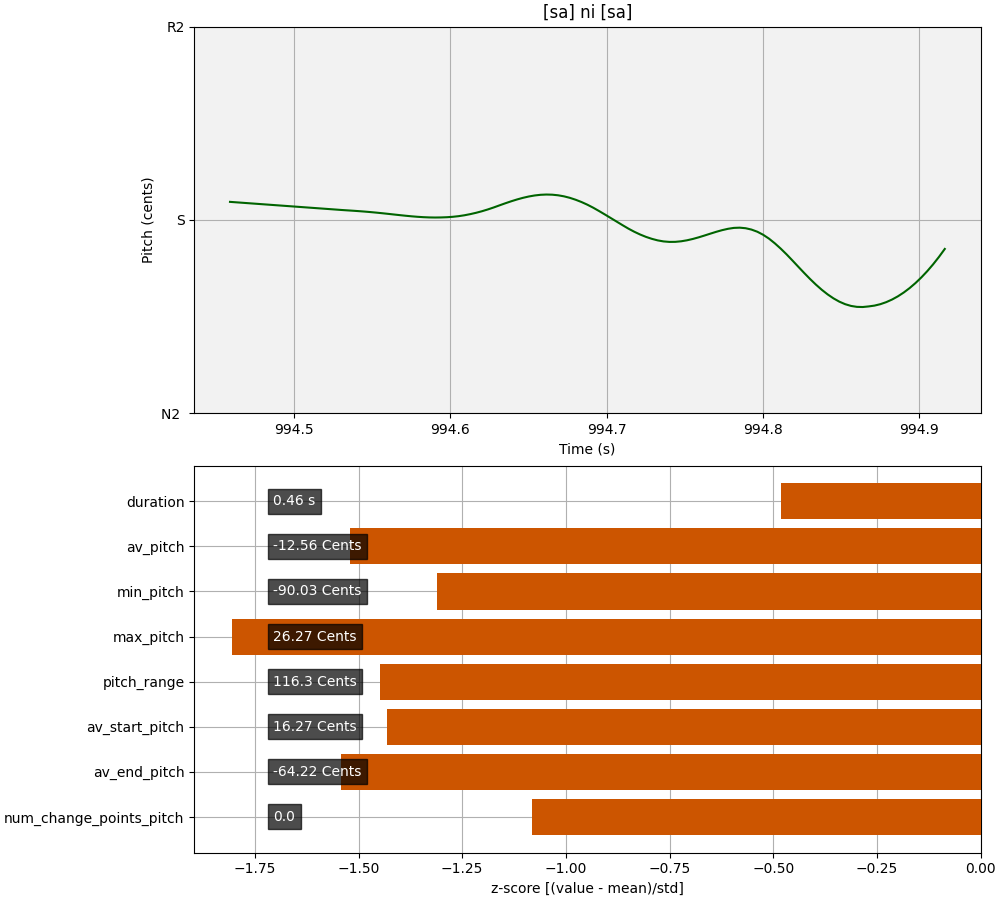 [sa] ni [sa]
R2
S
N2
Pitch (cents)
994.5 994.6 994.7 994.8 994.9
Time (s)
duration 0.46 s
av_pitch -12.56 Cents
min_pitch -90.03 Cents
max_pitch 26.27 Cents
pitch_range 116.3 Cents
av_start_pitch 16.27 Cents
av_end_pitch -64.22 Cents
num_change_points_pitch 0.0
−1.75 −1.50 −1.25 −1.00 −0.75 −0.50 −0.25 0.00
z-score [(value - mean)/std]